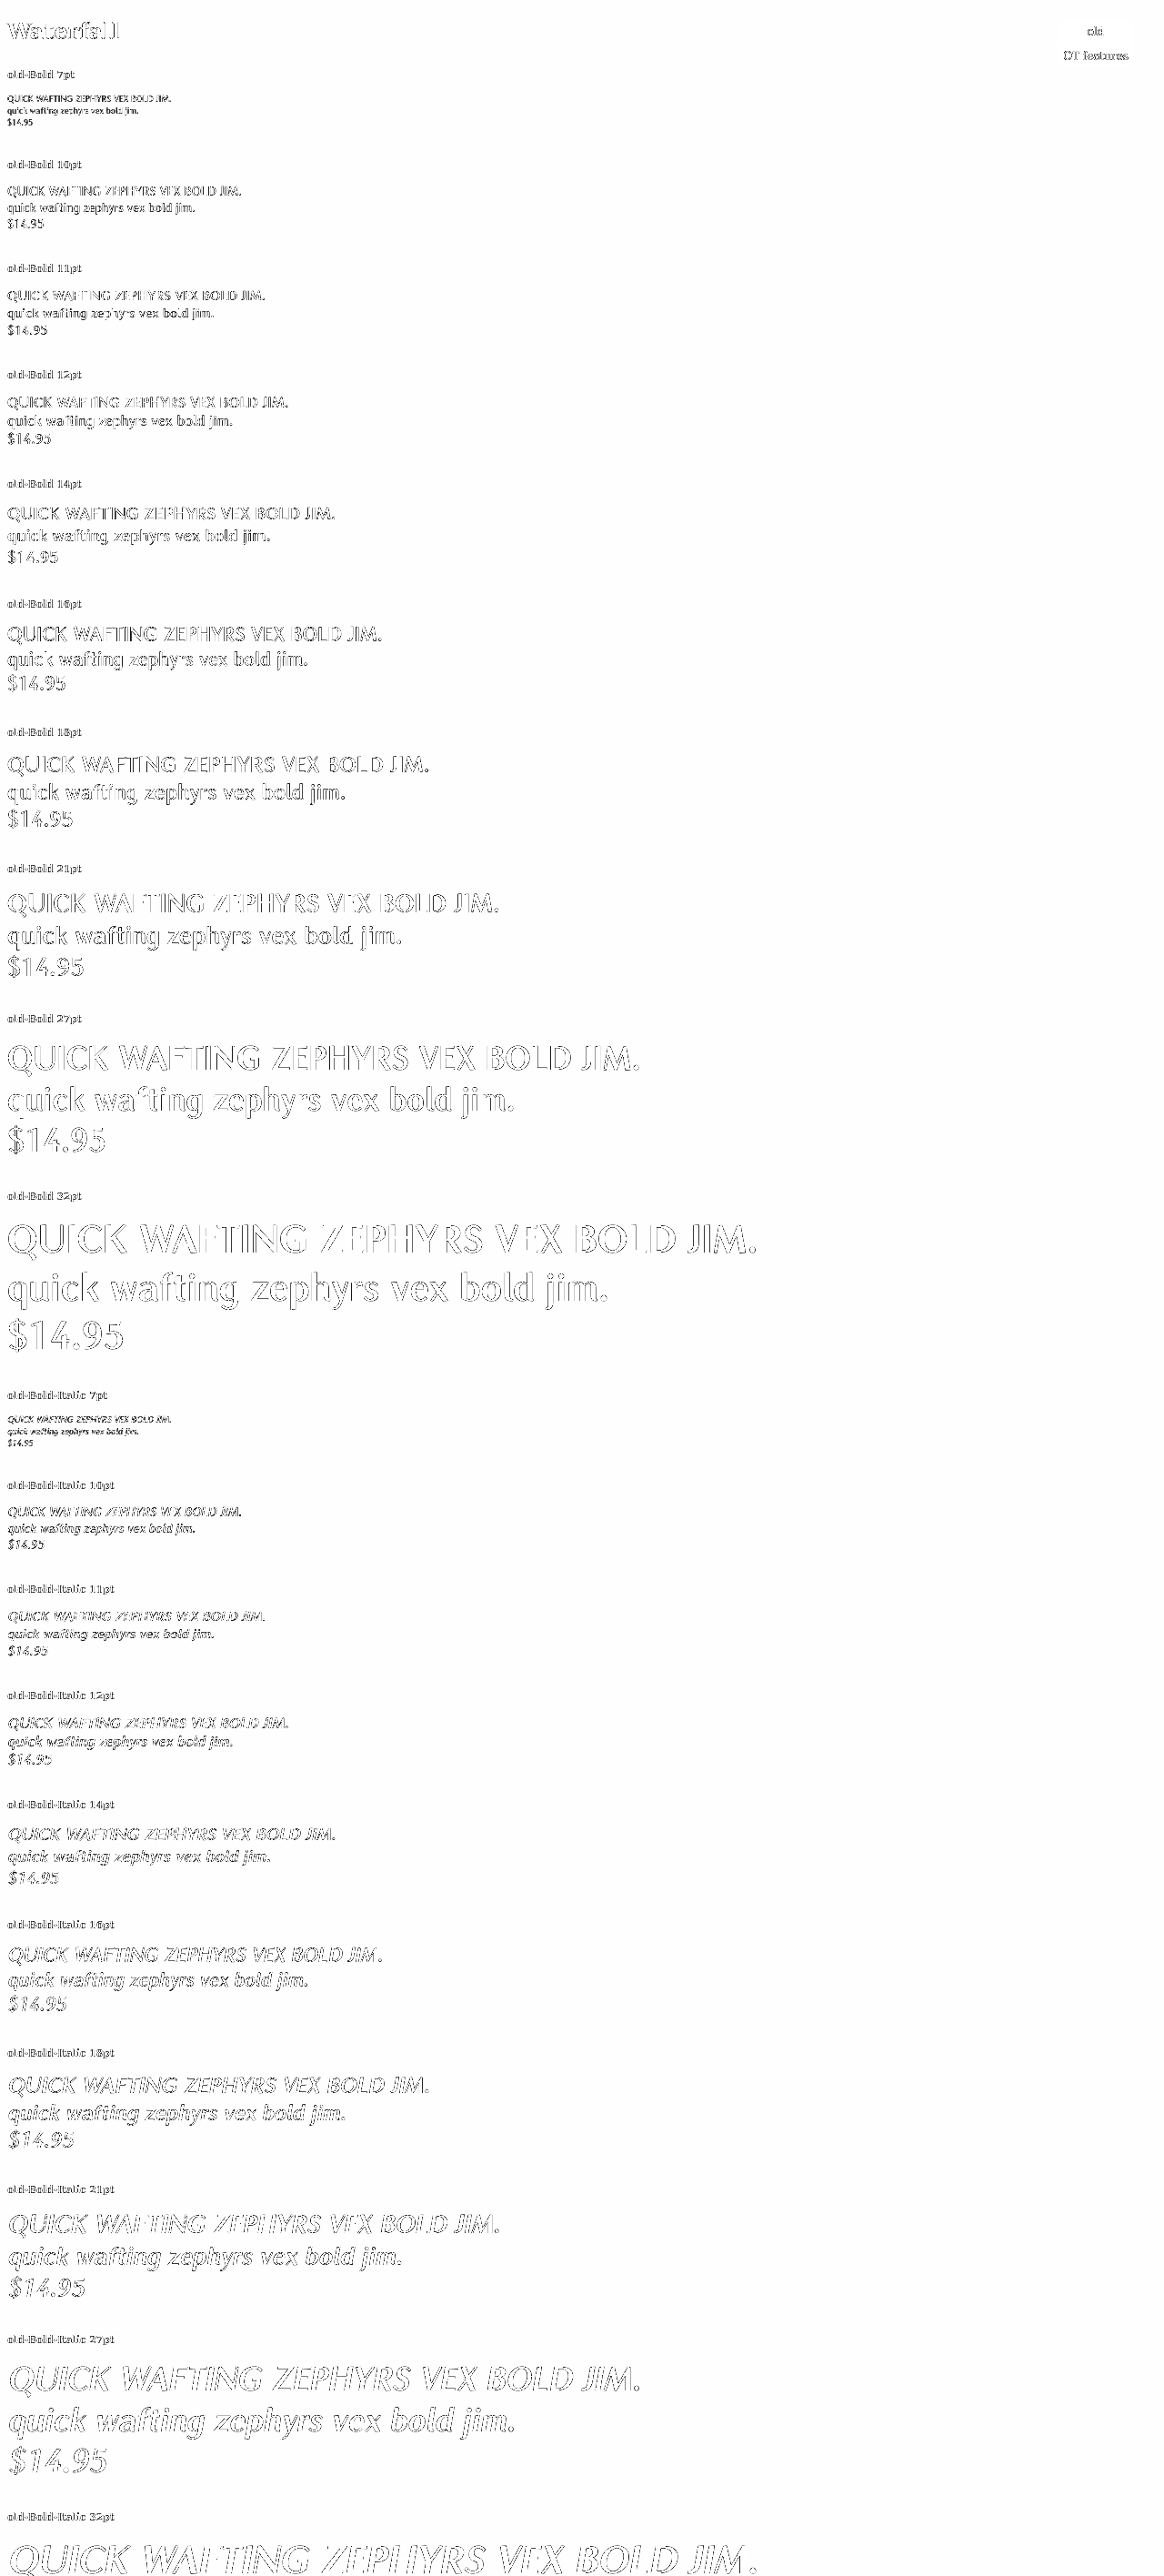 Waterfall
old
OT features
old-Bold 7pt
QUICK WAFTING ZEPHYRS VEX BOLD JIM.
quick wafting zephyrs vex bold jim.
$14.95
old-Bold 10pt
QUICK WAFTING ZEPHYRS VEX BOLD JIM.
quick wafting zephyrs vex bold jim.
$14.95
old-Bold 11pt
QUICK WAFTING ZEPHYRS VEX BOLD JIM.
quick wafting zephyrs vex bold jim.
$14.95
old-Bold 12pt
QUICK WAFTING ZEPHYRS VEX BOLD JIM.
quick wafting zephyrs vex bold jim.
$14.95
old-Bold 14pt
QUICK WAFTING ZEPHYRS VEX BOLD JIM.
quick wafting zephyrs vex bold jim.
$14.95
old-Bold 16pt
QUICK WAFTING ZEPHYRS VEX BOLD JIM.
quick wafting zephyrs vex bold jim.
$14.95
old-Bold 18pt
QUICK WAFTING ZEPHYRS VEX BOLD JIM.
quick wafting zephyrs vex bold jim.
$14.95
old-Bold 21pt
QUICK WAFTING ZEPHYRS VEX BOLD JIM.
quick wafting zephyrs vex bold jim.
$14.95
old-Bold 27pt
QUICK WAFTING ZEPHYRS VEX BOLD JIM.
quick wafting zephyrs vex bold jim.
$14.95
old-Bold 32pt
QUICK WAFTING ZEPHYRS VEX BOLD JIM.
quick wafting zephyrs vex bold jim.
$14.95
old-Bold-Italic 7pt
QUICK WAFTING ZEPHYRS VEX BOLD JIM.
quick wafting zephyrs vex bold jim.
$14.95
old-Bold-Italic 10pt
QUICK WAFTING ZEPHYRS VEX BOLD JIM.
quick wafting zephyrs vex bold jim.
$14.95
old-Bold-Italic 11pt
QUICK WAFTING ZEPHYRS VEX BOLD JIM.
quick wafting zephyrs vex bold jim.
$14.95
old-Bold-Italic 12pt
QUICK WAFTING ZEPHYRS VEX BOLD JIM.
quick wafting zephyrs vex bold jim.
$14.95
old-Bold-Italic 14pt
QUICK WAFTING ZEPHYRS VEX BOLD JIM.
quick wafting zephyrs vex bold jim.
$14.95
old-Bold-Italic 16pt
QUICK WAFTING ZEPHYRS VEX BOLD JIM.
quick wafting zephyrs vex bold jim.
$14.95
old-Bold-Italic 18pt
QUICK WAFTING ZEPHYRS VEX BOLD JIM.
quick wafting zephyrs vex bold jim.
$14.95
old-Bold-Italic 21pt
QUICK WAFTING ZEPHYRS VEX BOLD JIM.
quick wafting zephyrs vex bold jim.
$14.95
old-Bold-Italic 27pt
QUICK WAFTING ZEPHYRS VEX BOLD JIM.
quick wafting zephyrs vex bold jim.
$14.95
old-Bold-Italic 32pt
QUICK WAFTING ZEPHYRS VEX BOLD JIM.